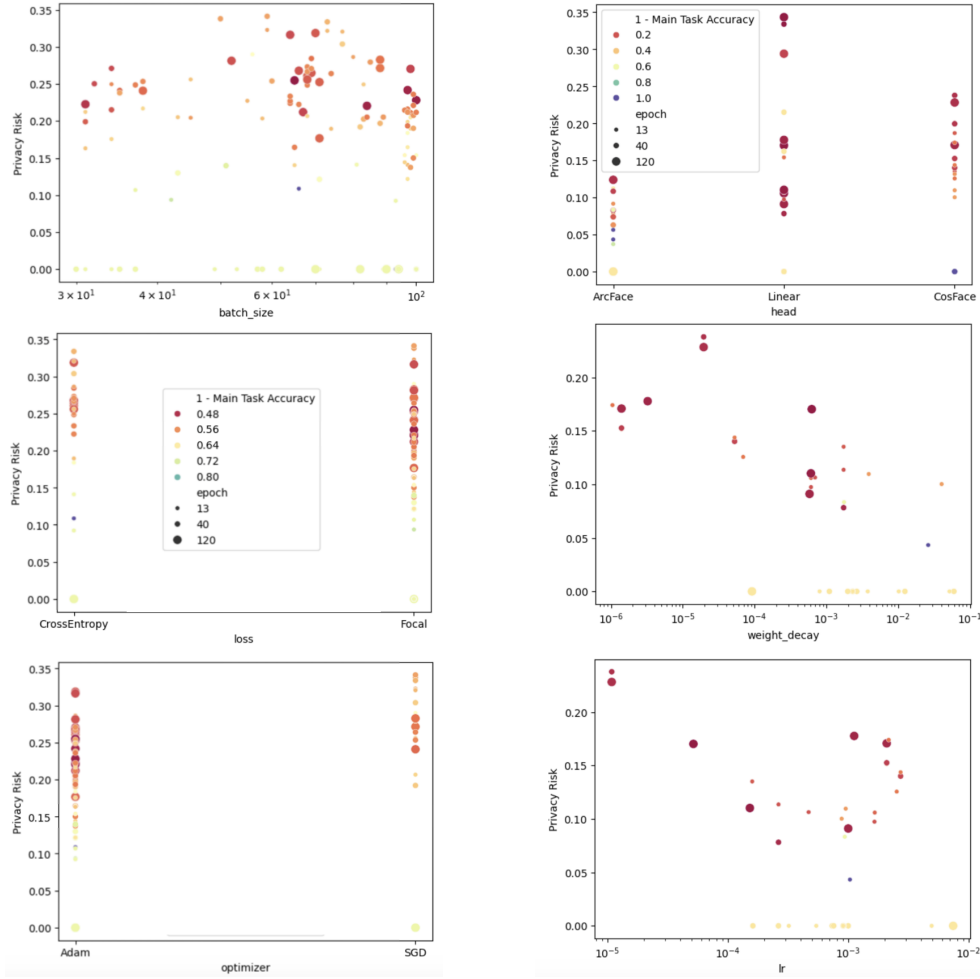 0.35
0.30
0.25
0.20
0.15
0.10
0.05
0.00
Privacy Risk
3 × 10¹
4 × 10¹
6 × 10¹
10²
batch_size
0.35
0.30
0.25
0.20
0.15
0.10
0.05
0.00
Privacy Risk
1 - Main Task Accuracy
0.2
0.4
0.6
0.8
1.0
epoch
13
40
120
ArcFace
Linear
CosFace
head
0.35
0.30
0.25
0.20
0.15
0.10
0.05
0.00
Privacy Risk
1 - Main Task Accuracy
0.48
0.56
0.64
0.72
0.80
epoch
13
40
120
CrossEntropy
Focal
loss
0.20
0.15
0.10
0.05
0.00
Privacy Risk
10⁻⁶
10⁻⁵
10⁻⁴
10⁻³
10⁻²
10⁻¹
weight_decay
0.35
0.30
0.25
0.20
0.15
0.10
0.05
0.00
Privacy Risk
Adam
SGD
optimizer
0.20
0.15
0.10
0.05
0.00
Privacy Risk
10⁻⁵
10⁻⁴
10⁻³
10⁻²
lr